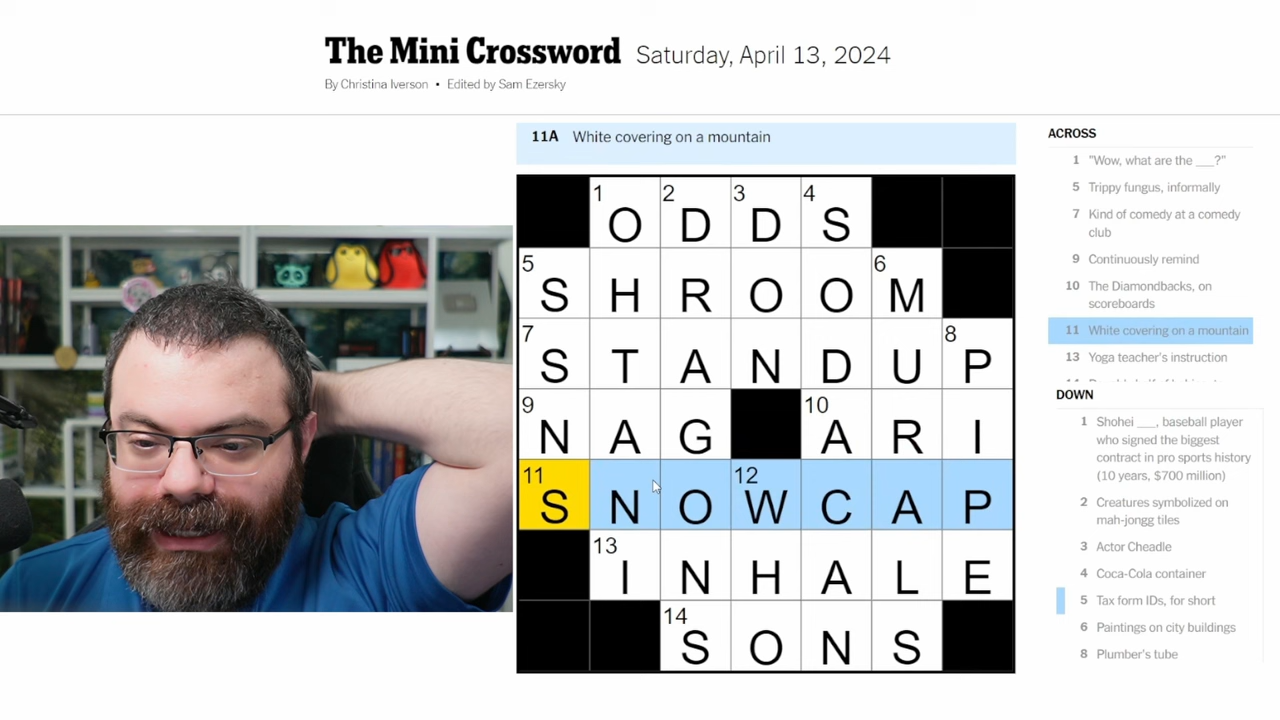 The Mini Crossword Saturday, April 13, 2024
By Christina Iverson • Edited by Sam Ezersky
11A White covering on a mountain
1 2 3 4
O D D S
5 6
S H R O O M
7 8
S T A N D U P
9 10
N A G A R I
11 12
S N O W C A P
13
I N H A L E
14
S O N S
ACROSS
1 "Wow, what are the ___?"
5 Trippy fungus, informally
7 Kind of comedy at a comedy
club
9 Continuously remind
10 The Diamondbacks, on
scoreboards
11 White covering on a mountain
13 Yoga teacher's instruction
DOWN
1 Shohei ___, baseball player
who signed the biggest
contract in pro sports history
(10 years, $700 million)
2 Creatures symbolized on
mah-jongg tiles
3 Actor Cheadle
4 Coca-Cola container
5 Tax form IDs, for short
6 Paintings on city buildings
8 Plumber's tube